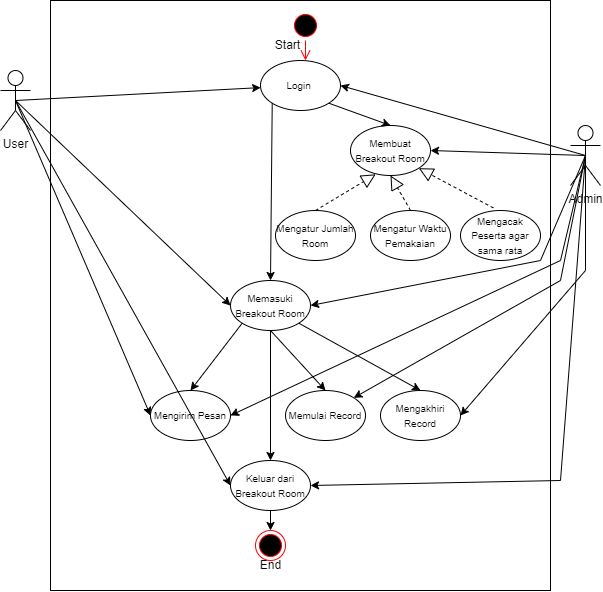 Start
Login
User
Membuat
Breakout Room
Admin
Mengatur Jumlah
Room
Mengatur Waktu
Pemakaian
Mengacak
Peserta agar
sama rata
Memasuki
Breakout Room
Mengirim Pesan
Memulai Record
Mengakhiri
Record
Keluar dari
Breakout Room
End